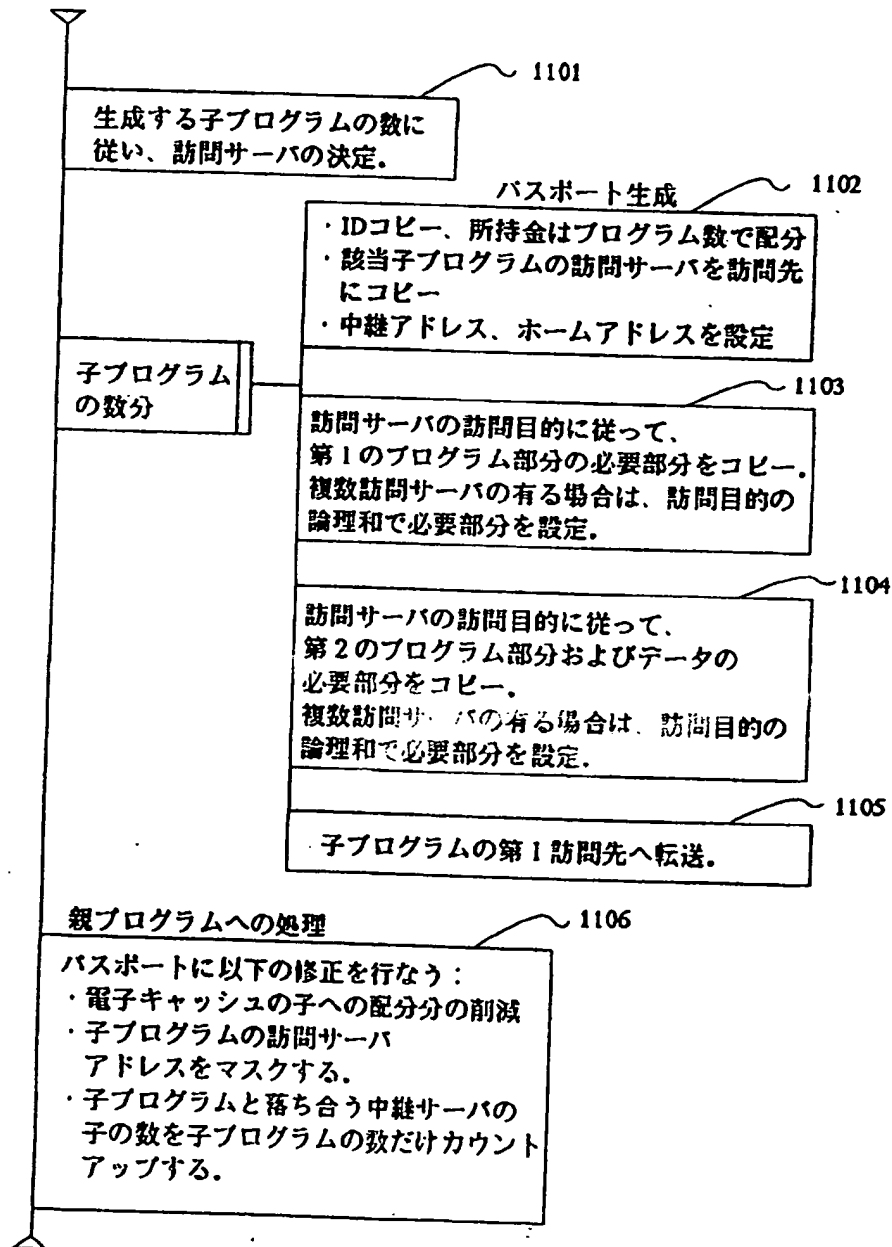 1101
生成する子プログラムの数に
従い、訪問サーバの決定.
パスポート生成
1102
・IDコピー、所持金はプログラム数で配分
・該当子プログラムの訪問サーバを訪問先
にコピー
・中継アドレス、ホームアドレスを設定
子プログラム
の数分
1103
訪問サーバの訪問目的に従って、
第1のプログラム部分の必要部分をコピー.
複数訪問サーバの有る場合は、訪問目的の
論理和で必要部分を設定.
1104
訪問サーバの訪問目的に従って、
第2のプログラム部分およびデータの
必要部分をコピー.
複数訪問サーバの有る場合は、訪問目的の
論理和で必要部分を設定.
1105
子プログラムの第1訪問先へ転送.
親プログラムへの処理
1106
パスポートに以下の修正を行なう：
・電子キャッシュの子への配分分の削減
・子プログラムの訪問サーバ
アドレスをマスクする.
・子プログラムと落ち合う中継サーバの
子の数を子プログラムの数だけカウント
アップする.